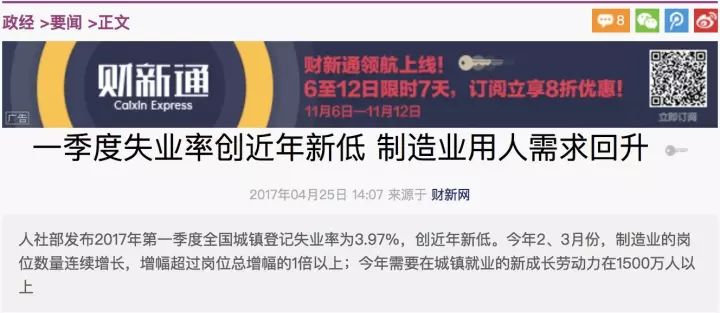 政经 >要闻 >正文
8
财新通
Caixin Express
财新通领航上线!
6至12日限时7天，订阅立享8折优惠!
11月6日—11月12日
立即订阅
广告
一季度失业率创近年新低 制造业用人需求回升
2017年04月25日 14:07 来源于 财新网
人社部发布2017年第一季度全国城镇登记失业率为3.97%，创近年新低。今年2、3月份，制造业的岗
位数量连续增长，增幅超过岗位总增幅的1倍以上；今年需要在城镇就业的新成长劳动力在1500万人以
上